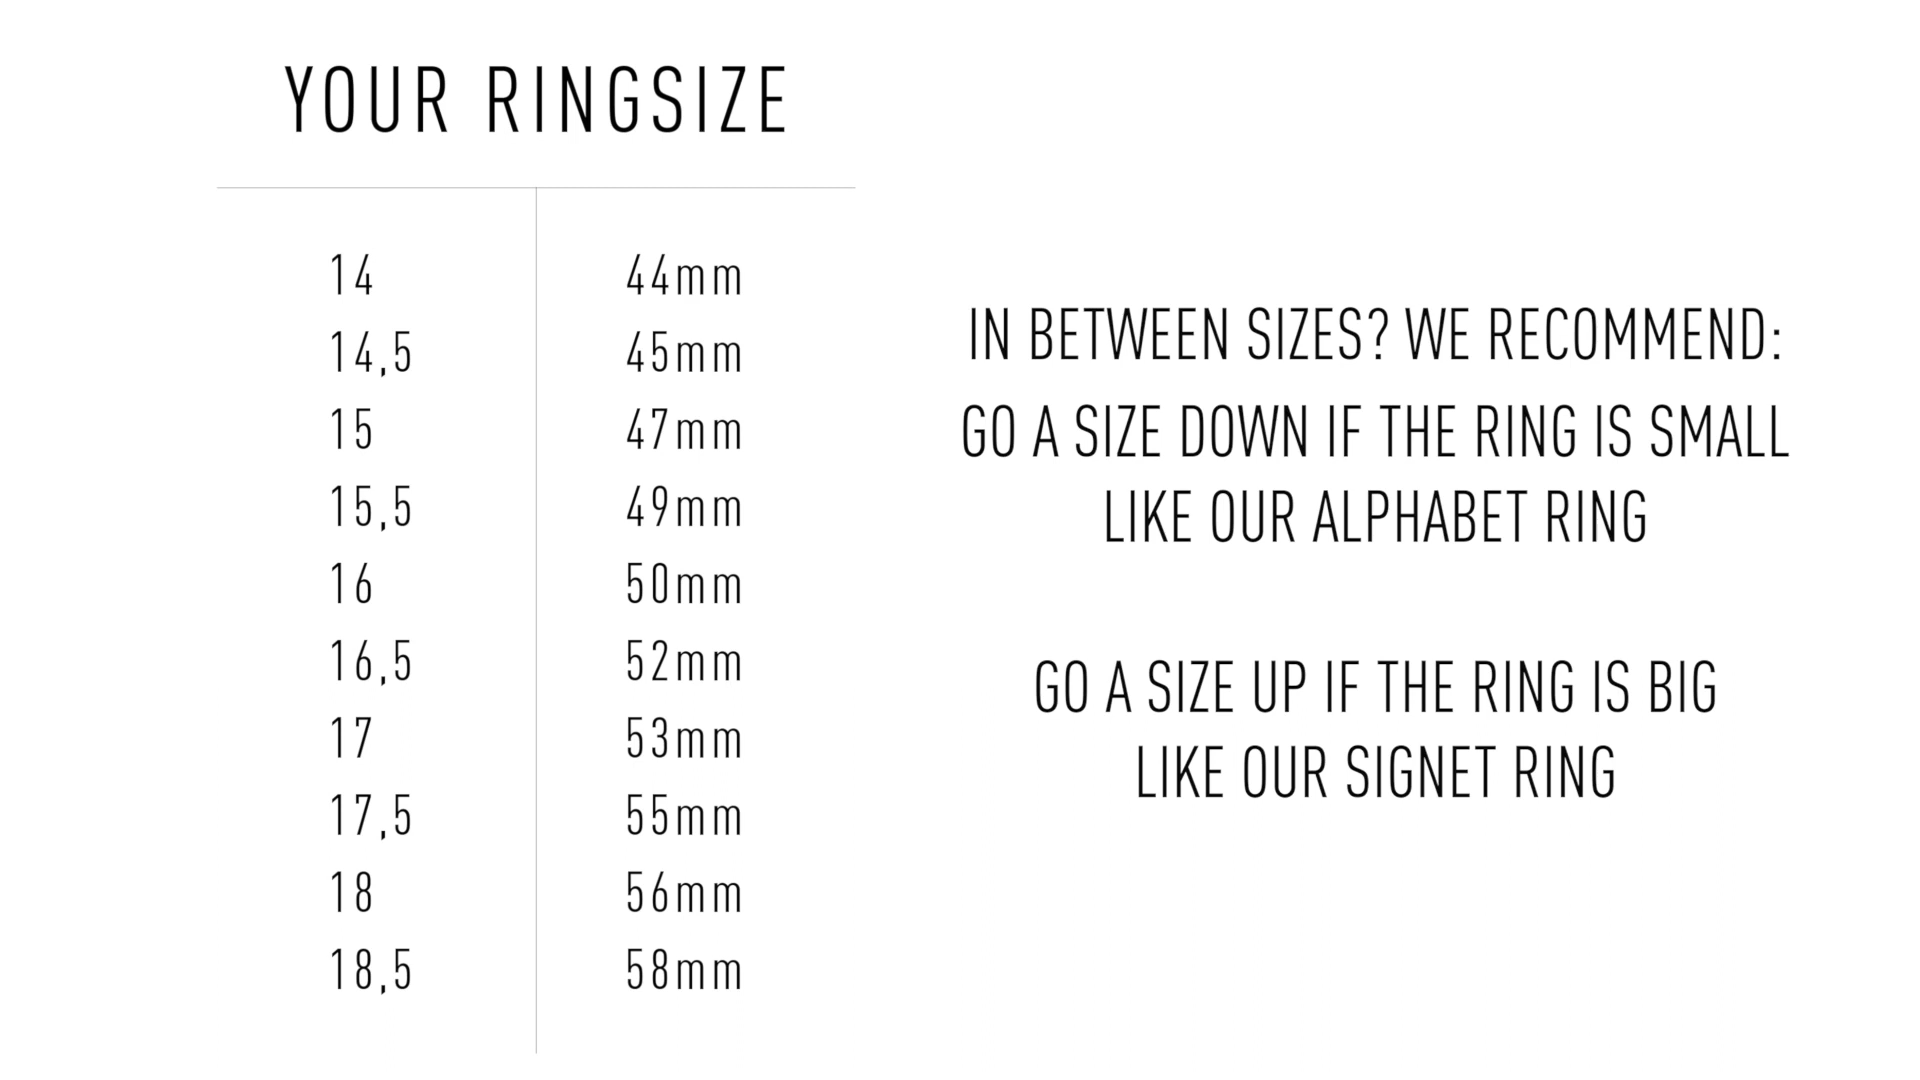 YOUR RINGSIZE
14 44mm
14,5 45mm
15 47mm
15,5 49mm
16 50mm
16,5 52mm
17 53mm
17,5 55mm
18 56mm
18,5 58mm
IN BETWEEN SIZES? WE RECOMMEND:
GO A SIZE DOWN IF THE RING IS SMALL
LIKE OUR ALPHABET RING
GO A SIZE UP IF THE RING IS BIG
LIKE OUR SIGNET RING